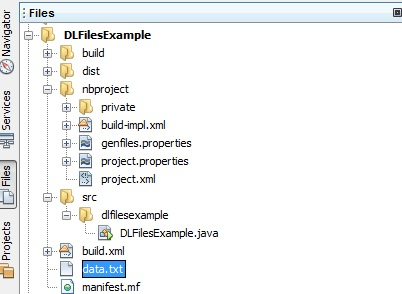 Files
DLFilesExample
build
dist
nbproject
private
build-impl.xml
genfiles.properties
project.properties
project.xml
src
dlfilesexample
DLFilesExample.java
build.xml
data.txt
manifest.mf
Navigator
Services
Files
Projects